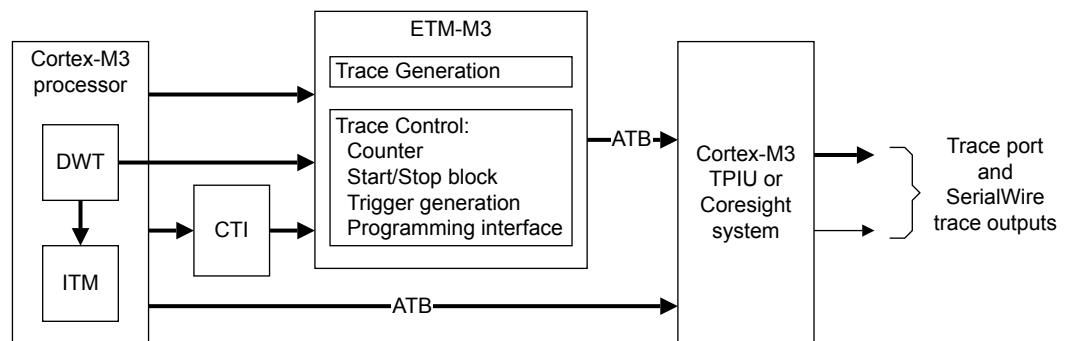 Cortex-M3
processor
DWT
ITM
CTI
ETM-M3
Trace Generation
Trace Control:
Counter
Start/Stop block
Trigger generation
Programming interface
ATB
ATB
Cortex-M3
TPIU or
Coresight
system
Trace port
and
SerialWire
trace outputs